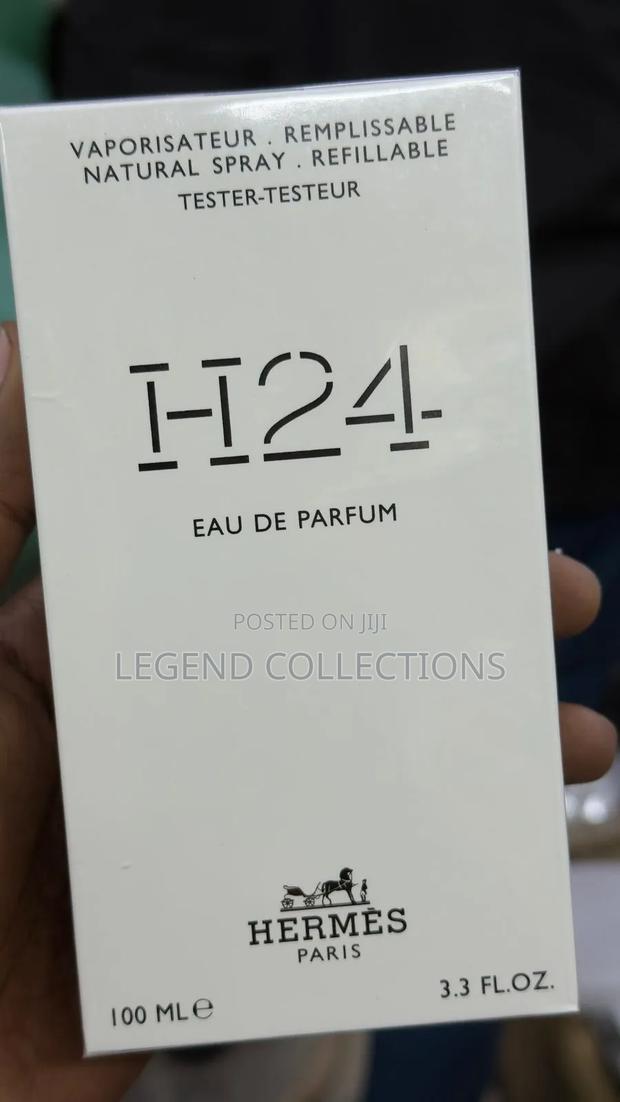 VAPORISATEUR . REMPLISSABLE
NATURAL SPRAY . REFILLABLE
TESTER-TESTEUR
H24
EAU DE PARFUM
POSTED ON JIJI
LEGEND COLLECTIONS
HERMÈS
PARIS
100 ML ℮
3.3 FL.OZ.